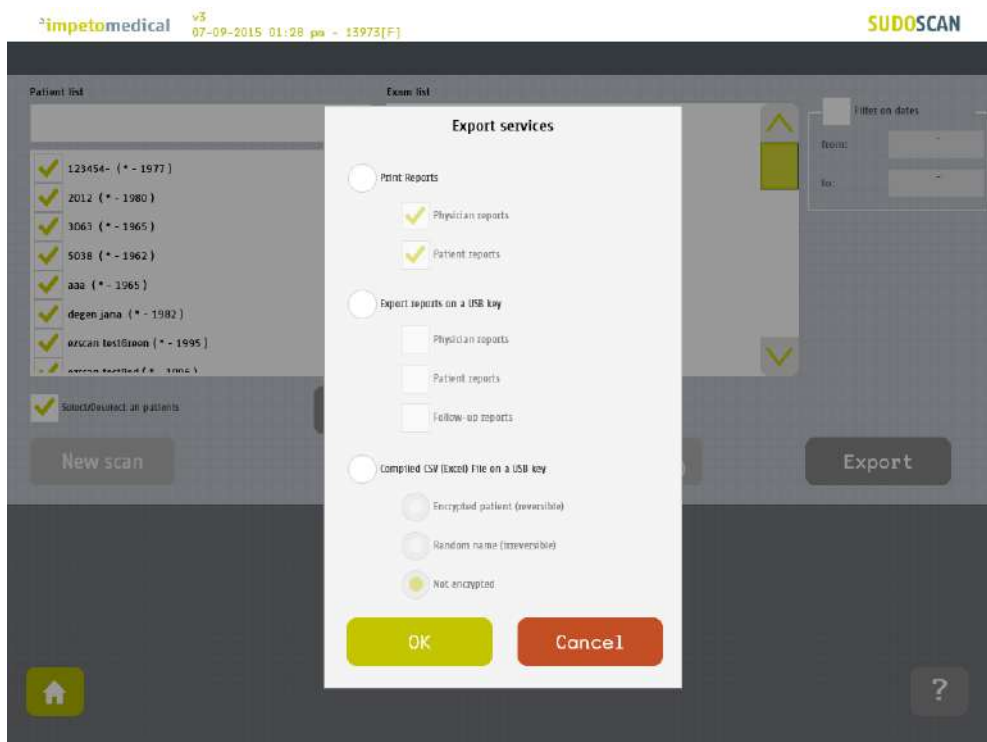 impetomedical
v3
07-09-2015 01:28 pm - 13973[F]
SUDOSCAN
Patient list
Exam list
Filter on dates
from: -
to: -
123454- (* - 1977)
2012 (* - 1980)
3063 (* - 1965)
5038 (* - 1962)
aaa (* - 1965)
degen jana (* - 1982)
ezscan testGreen (* - 1995)
Select/Deselect all patients
New scan
Export
Export services
Print Reports
Physician reports
Patient reports
Export reports on a USB key
Physician reports
Patient reports
Follow-up reports
Compiled CSV (Excel) File on a USB key
Encrypted patient (reversible)
Random name (irreversible)
Not encrypted
OK
Cancel
?